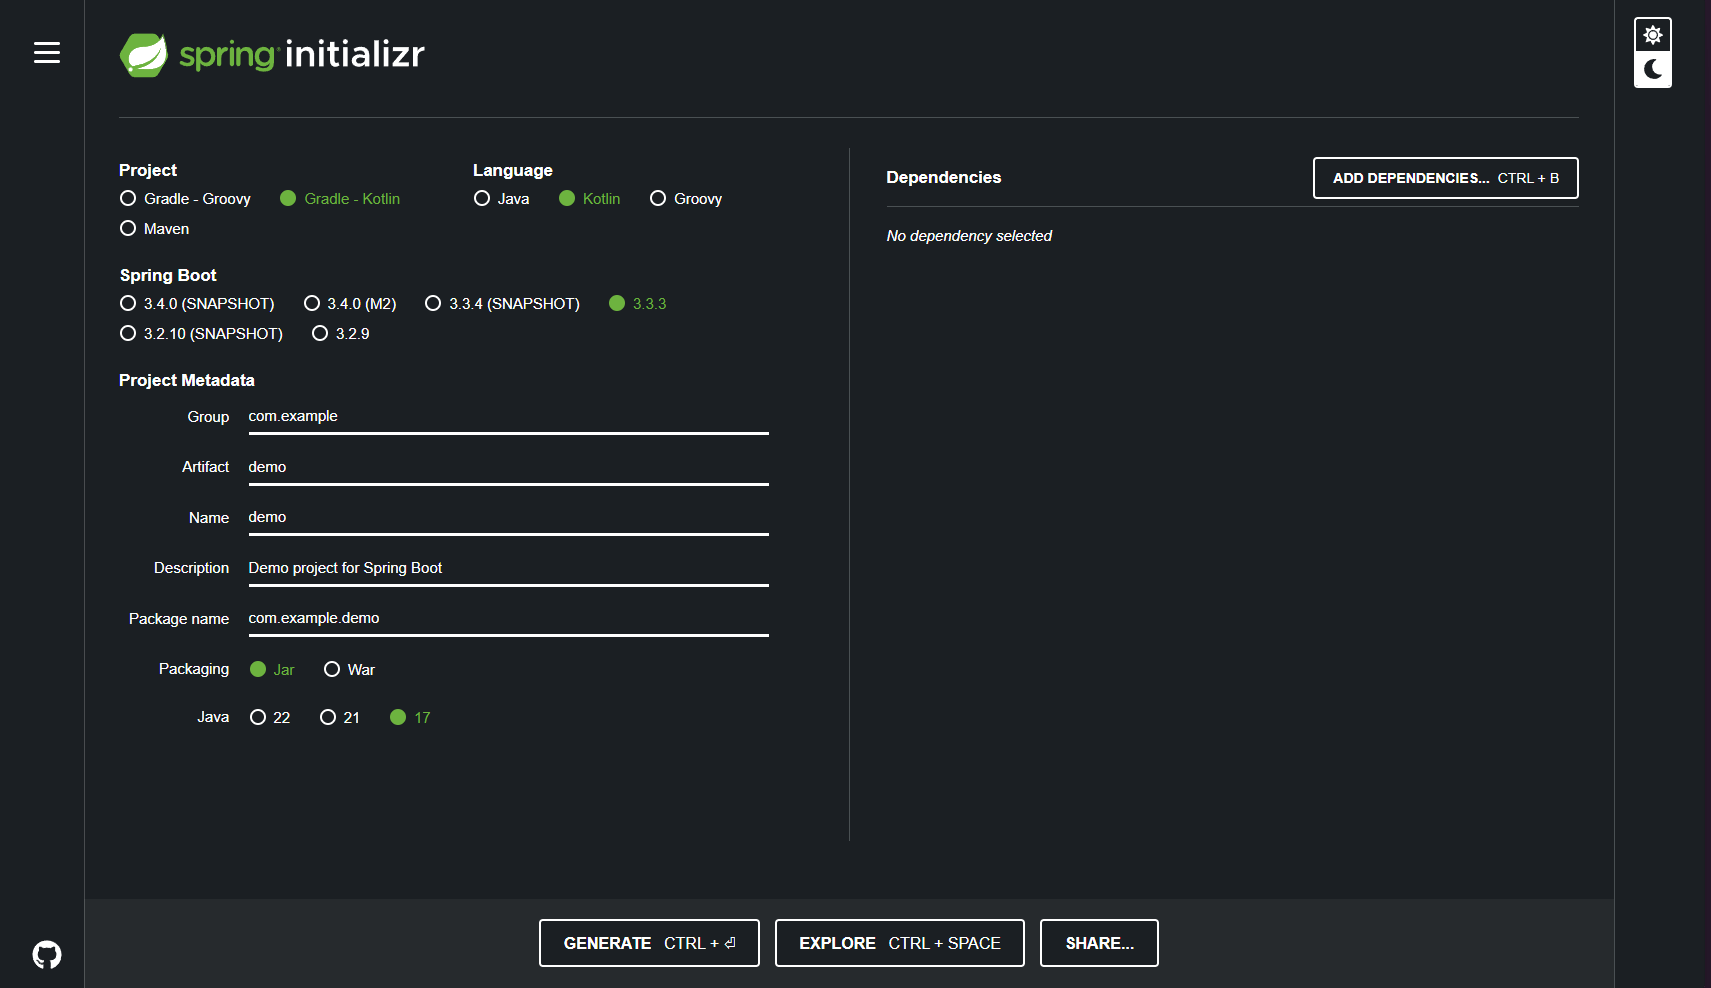 spring initializr
Project
Gradle - Groovy Gradle - Kotlin
Maven
Language
Java Kotlin Groovy
Spring Boot
3.4.0 (SNAPSHOT) 3.4.0 (M2) 3.3.4 (SNAPSHOT) 3.3.3
3.2.10 (SNAPSHOT) 3.2.9
Project Metadata
Group com.example
Artifact demo
Name demo
Description Demo project for Spring Boot
Package name com.example.demo
Packaging Jar War
Java 22 21 17
Dependencies
ADD DEPENDENCIES... CTRL + B
No dependency selected
GENERATE CTRL + ⏎
EXPLORE CTRL + SPACE
SHARE...